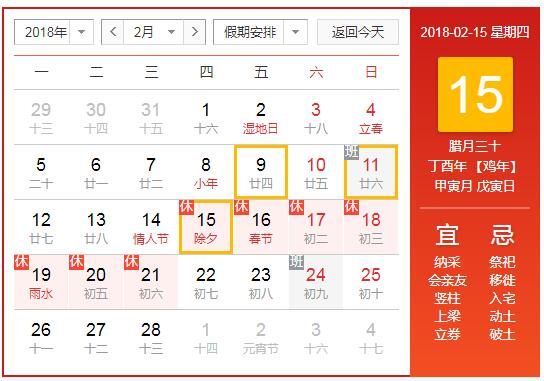 2018年 2月 假期安排 返回今天
一 二 三 四 五 六 日
29 30 31 1 2 3 4
十三 十四 十五 十六 湿地日 十八 立春
班
5 6 7 8 9 10 11
二十 廿一 廿二 小年 廿四 廿五 廿六
休 休 休 休
12 13 14 15 16 17 18
廿七 廿八 情人节 除夕 春节 初二 初三
休 休 休 班
19 20 21 22 23 24 25
雨水 初五 初六 初七 初八 初九 初十
26 27 28 1 2 3 4
十一 十二 十三 十四 元宵节 十六 十七
2018-02-15 星期四
15
腊月三十
丁酉年 【鸡年】
甲寅月 戊寅日
宜 忌
纳采 祭祀
会亲友 移徙
竖柱 入宅
上梁 动土
立券 破土